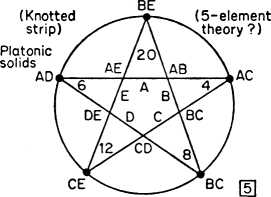 BE
(Knotted strip)
(5-element theory ?)
Platonic solids
20
AE
AB
AD
AC
6
A
4
E
B
DE
D
C
BC
12
CD
8
CE
BC
5